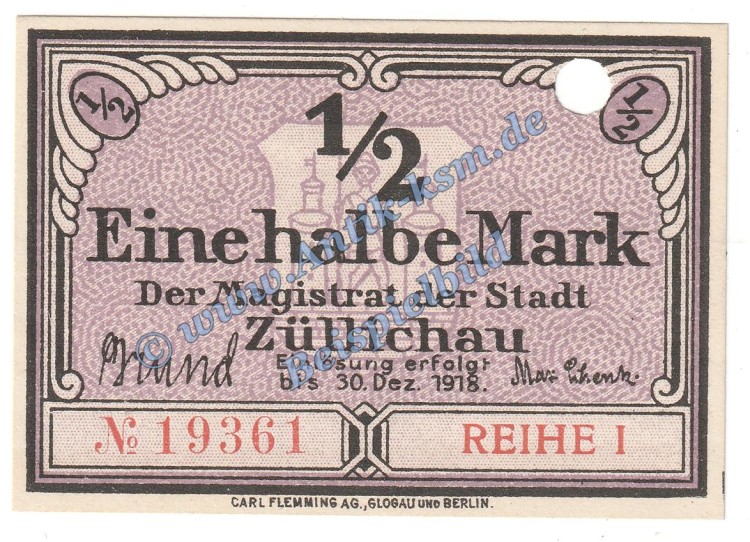 1/2 1/2
1/2
Eine halbe Mark
Der Magistrat der Stadt
Züllichau
Einlösung erfolgt
bis 30. Dez. 1918.
№ 19361 REIHE I
CARL FLEMMING AG., GLOGAU UND BERLIN.
© www.Antik-ksm.de
Beispielbild